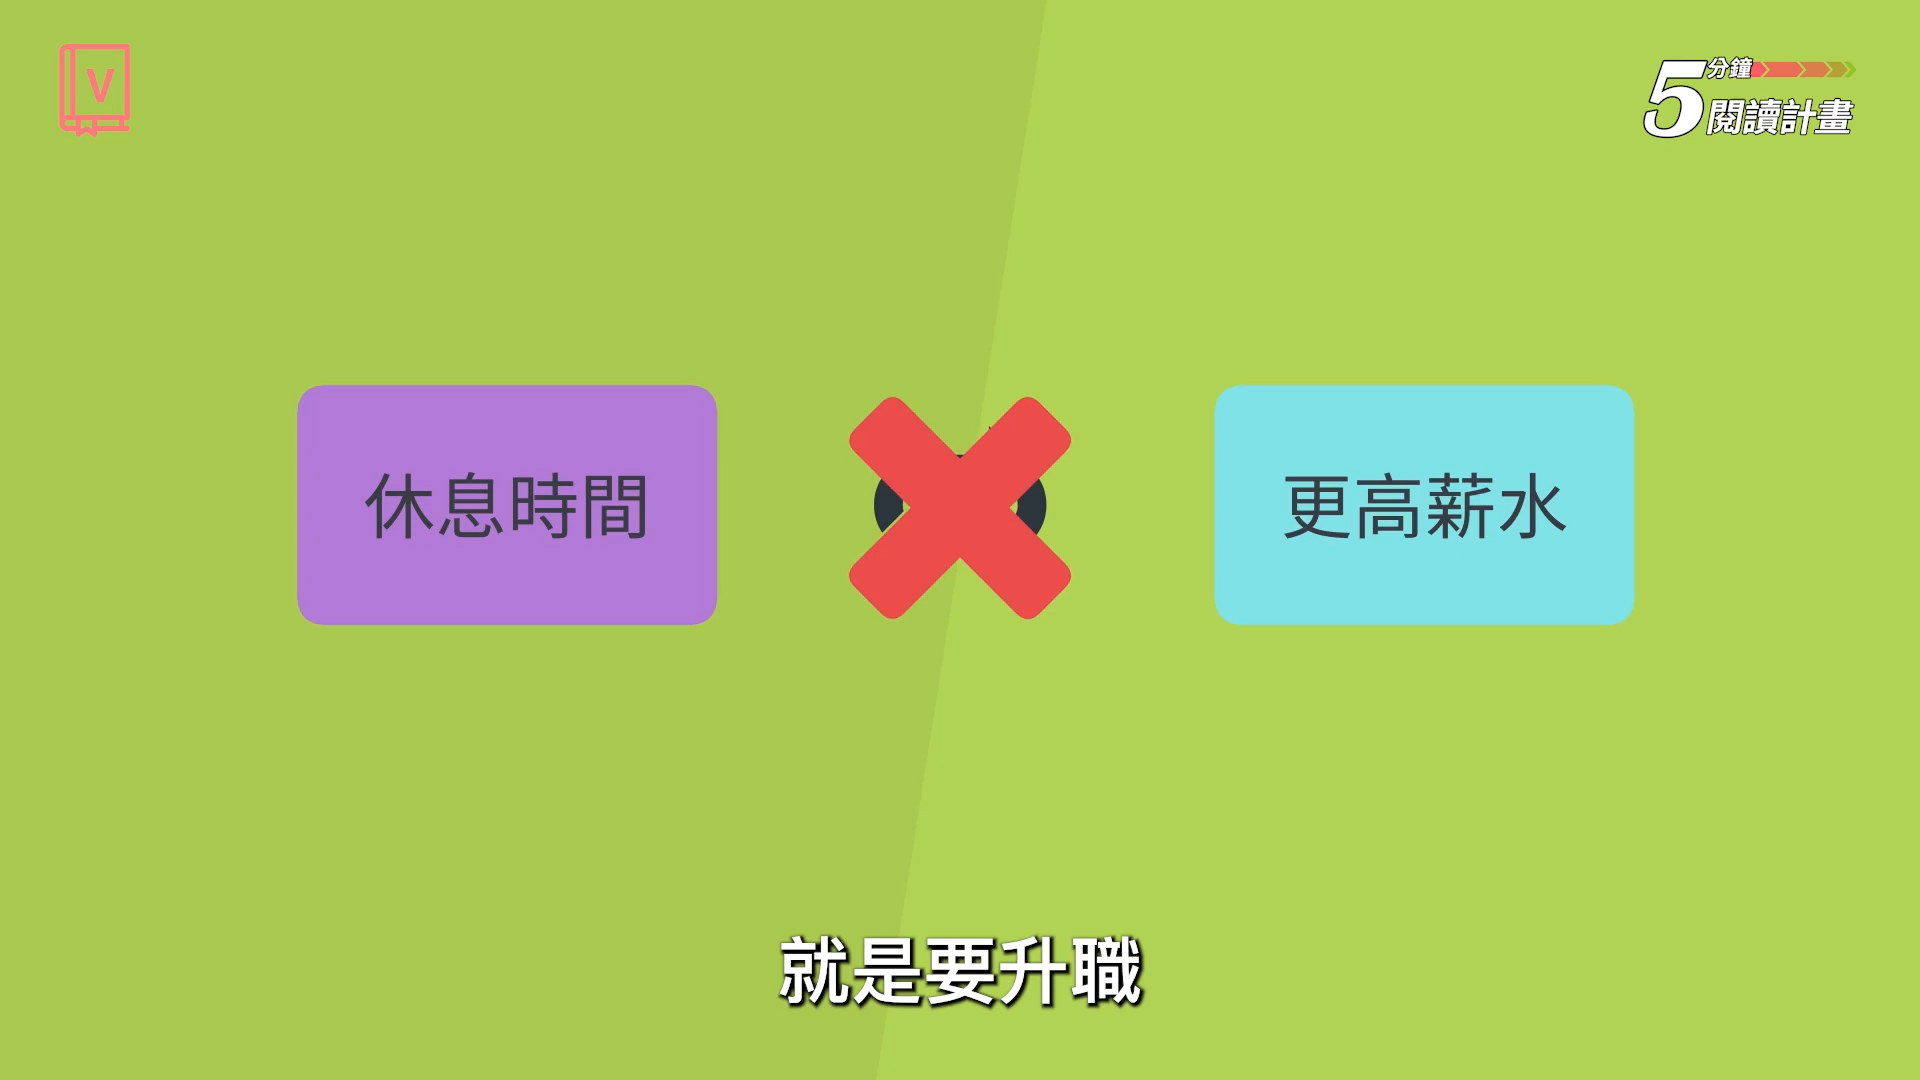 V
5分鐘
閱讀計畫
休息時間
更高薪水
就是要升職